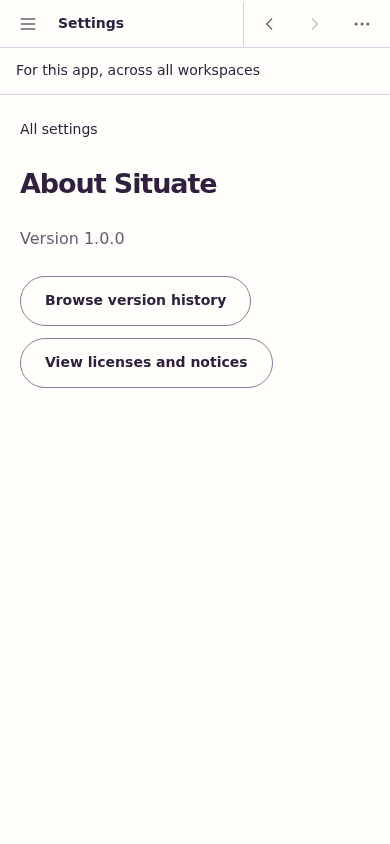 Settings
For this app, across all workspaces
All settings
About Situate
Version 1.0.0
Browse version history
View licenses and notices